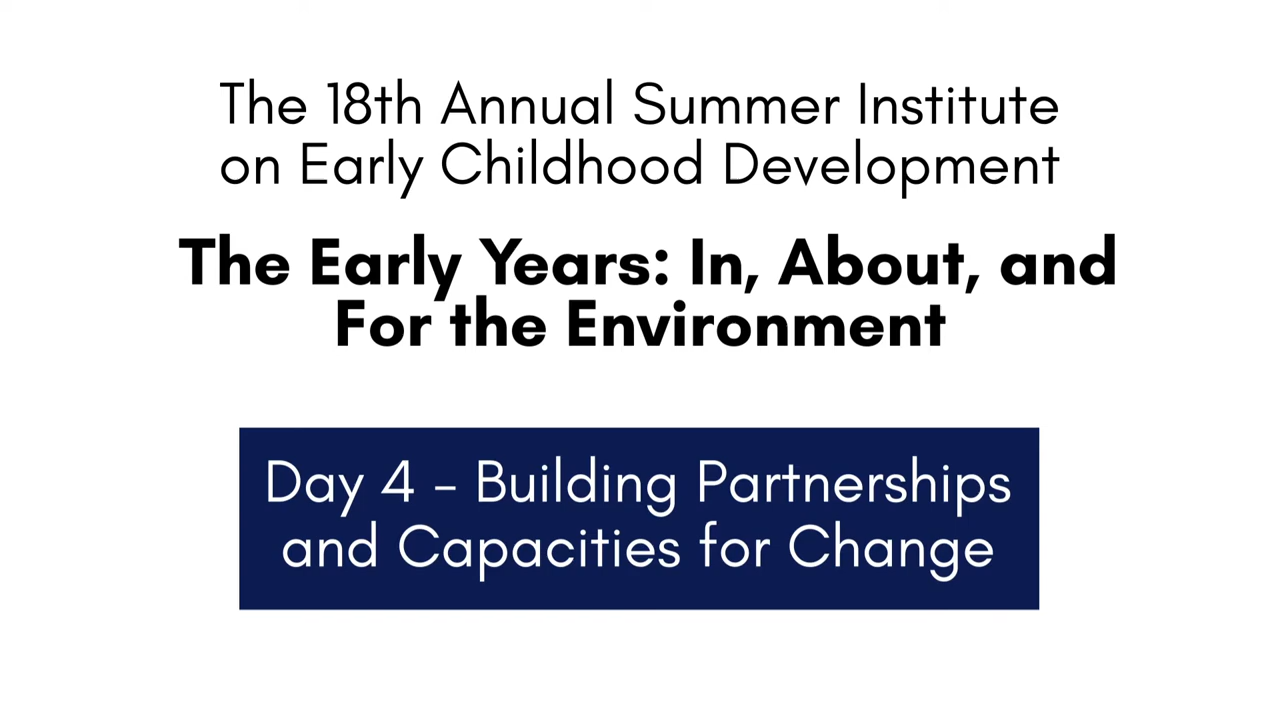 The 18th Annual Summer Institute
on Early Childhood Development
The Early Years: In, About, and
For the Environment
Day 4 – Building Partnerships
and Capacities for Change